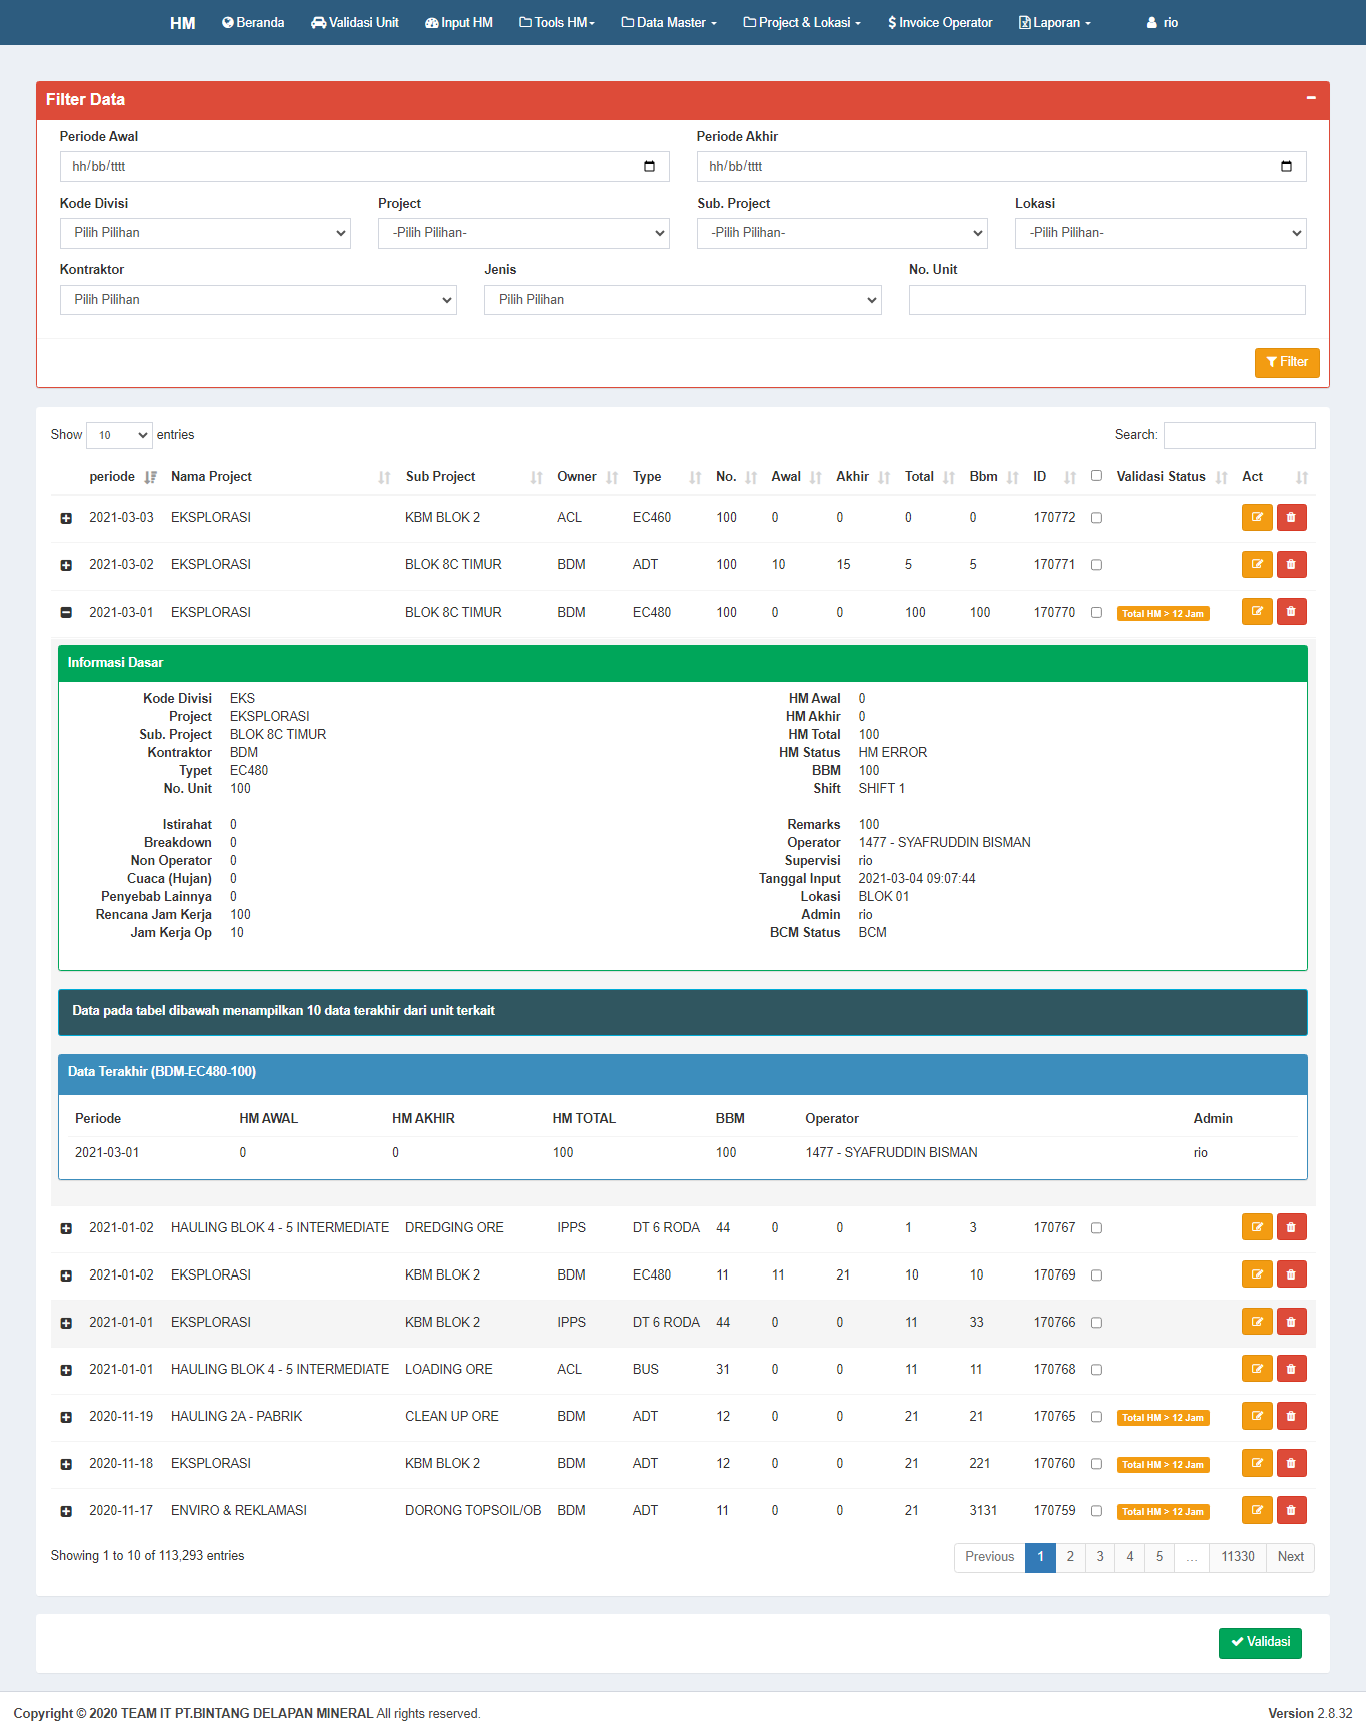 HM Beranda Validasi Unit Input HM Tools HM Data Master Project & Lokasi $ Invoice Operator Laporan rio
Filter Data
Periode Awal Periode Akhir
hh/bb/tttt hh/bb/tttt
Kode Divisi Project Sub. Project Lokasi
Pilih Pilihan -Pilih Pilihan- -Pilih Pilihan- -Pilih Pilihan-
Kontraktor Jenis No. Unit
Pilih Pilihan Pilih Pilihan
Filter
Show 10 entries Search:
periode Nama Project Sub Project Owner Type No. Awal Akhir Total Bbm ID Validasi Status Act
2021-03-03 EKSPLORASI KBM BLOK 2 ACL EC460 100 0 0 0 0 170772
2021-03-02 EKSPLORASI BLOK 8C TIMUR BDM ADT 100 10 15 5 5 170771
2021-03-01 EKSPLORASI BLOK 8C TIMUR BDM EC480 100 0 0 100 100 170770 Total HM > 12 Jam
Informasi Dasar
Kode Divisi EKS HM Awal 0
Project EKSPLORASI HM Akhir 0
Sub. Project BLOK 8C TIMUR HM Total 100
Kontraktor BDM HM Status HM ERROR
Typet EC480 BBM 100
No. Unit 100 Shift SHIFT 1
Istirahat 0 Remarks 100
Breakdown 0 Operator 1477 - SYAFRUDDIN BISMAN
Non Operator 0 Supervisi rio
Cuaca (Hujan) 0 Tanggal Input 2021-03-04 09:07:44
Penyebab Lainnya 0 Lokasi BLOK 01
Rencana Jam Kerja 100 Admin rio
Jam Kerja Op 10 BCM Status BCM
Data pada tabel dibawah menampilkan 10 data terakhir dari unit terkait
Data Terakhir (BDM-EC480-100)
Periode HM AWAL HM AKHIR HM TOTAL BBM Operator Admin
2021-03-01 0 0 100 100 1477 - SYAFRUDDIN BISMAN rio
2021-01-02 HAULING BLOK 4 - 5 INTERMEDIATE DREDGING ORE IPPS DT 6 RODA 44 0 0 1 3 170767
2021-01-02 EKSPLORASI KBM BLOK 2 BDM EC480 11 11 21 10 10 170769
2021-01-01 EKSPLORASI KBM BLOK 2 IPPS DT 6 RODA 44 0 0 11 33 170766
2021-01-01 HAULING BLOK 4 - 5 INTERMEDIATE LOADING ORE ACL BUS 31 0 0 11 11 170768
2020-11-19 HAULING 2A - PABRIK CLEAN UP ORE BDM ADT 12 0 0 21 21 170765 Total HM > 12 Jam
2020-11-18 EKSPLORASI KBM BLOK 2 BDM ADT 12 0 0 21 221 170760 Total HM > 12 Jam
2020-11-17 ENVIRO & REKLAMASI DORONG TOPSOIL/OB BDM ADT 11 0 0 21 3131 170759 Total HM > 12 Jam
Showing 1 to 10 of 113,293 entries Previous 1 2 3 4 5 … 11330 Next
Validasi
Copyright © 2020 TEAM IT PT.BINTANG DELAPAN MINERAL All rights reserved. Version 2.8.32